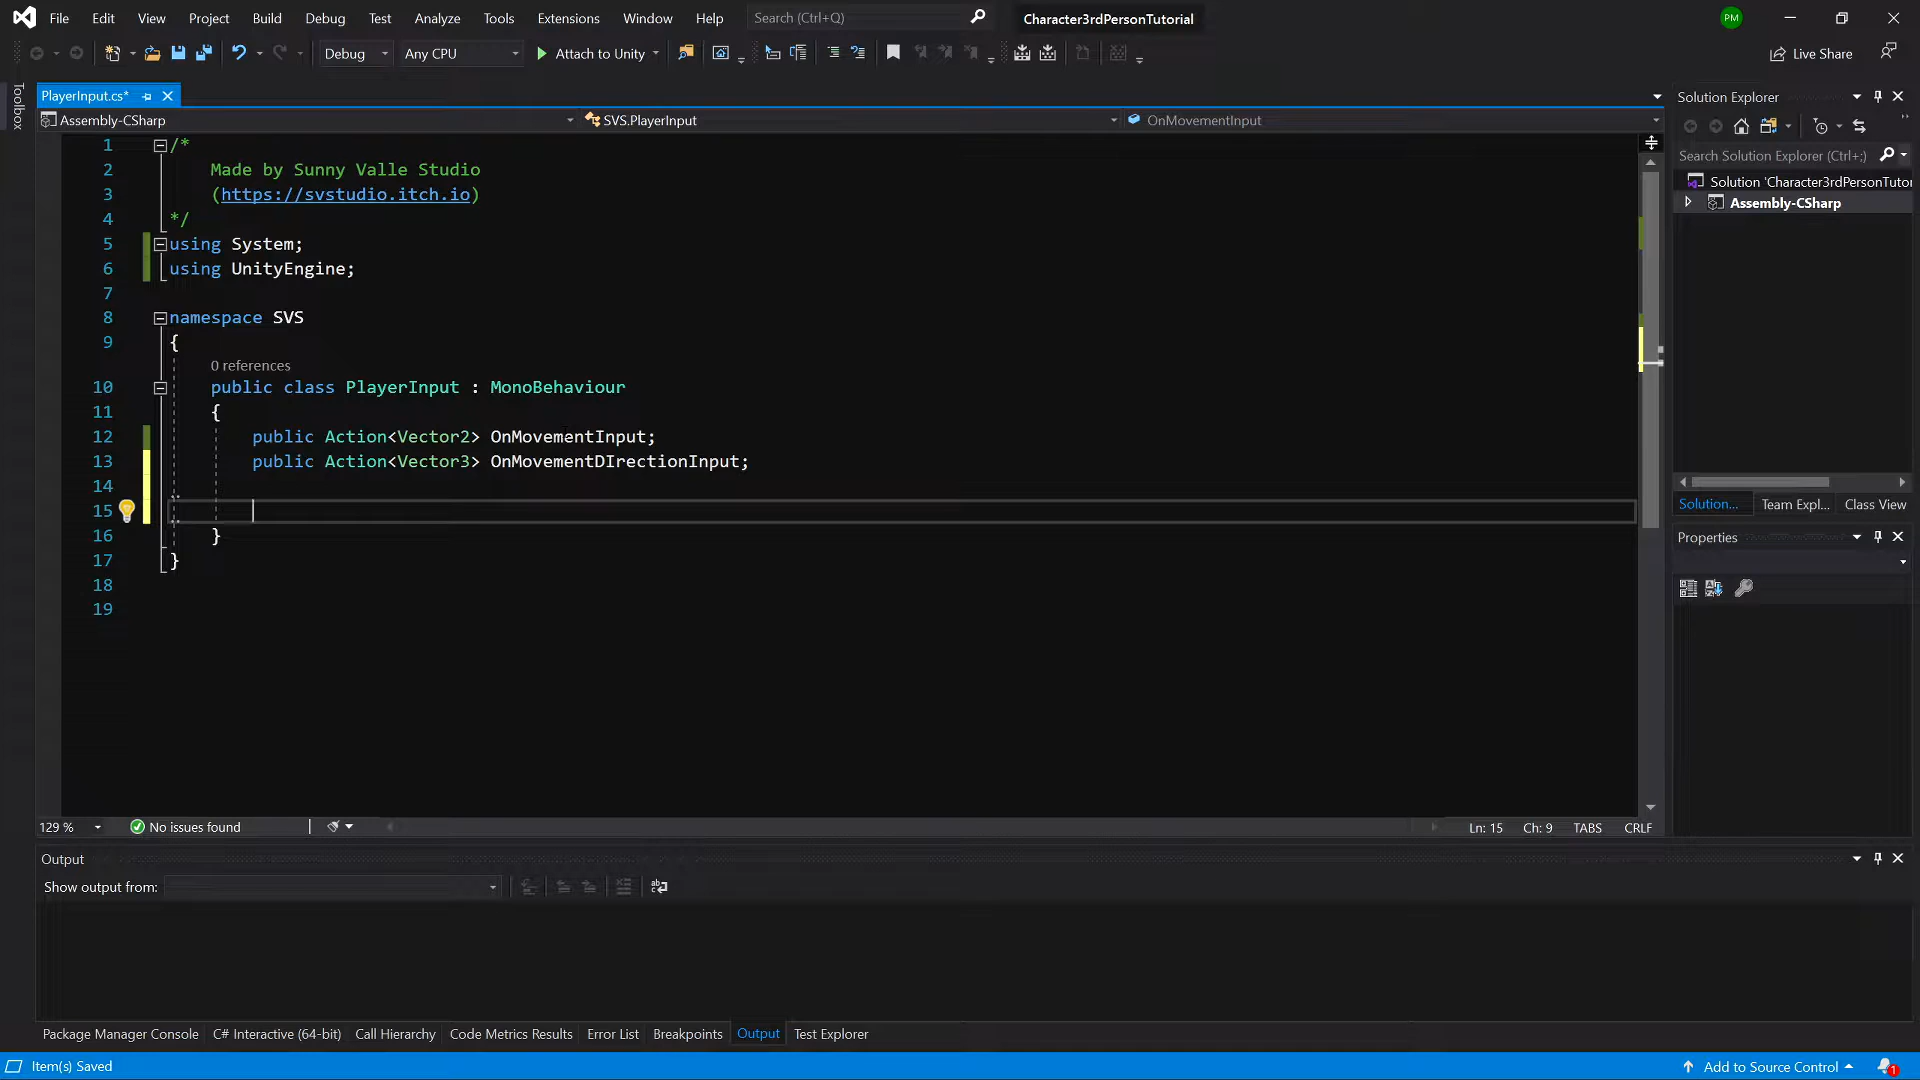 File Edit View Project Build Debug Test Analyze Tools Extensions Window Help Search (Ctrl+Q) Character3rdPersonTutorial PM
Debug Any CPU Attach to Unity Live Share
Toolbox
PlayerInput.cs*
Assembly-CSharp SVS.PlayerInput OnMovementInput
1 /*
2 Made by Sunny Valle Studio
3 (https://svstudio.itch.io)
4 */
5 using System;
6 using UnityEngine;
7
8 namespace SVS
9 {
0 references
10 public class PlayerInput : MonoBehaviour
11 {
12 public Action<Vector2> OnMovementInput;
13 public Action<Vector3> OnMovementDIrectionInput;
14
15
16 }
17 }
18
19
129 % No issues found Ln: 15 Ch: 9 TABS CRLF
Solution Explorer
Search Solution Explorer (Ctrl+;)
Solution 'Character3rdPersonTutor
Assembly-CSharp
Solution... Team Expl... Class View
Properties
Output
Show output from:
Package Manager Console C# Interactive (64-bit) Call Hierarchy Code Metrics Results Error List Breakpoints Output Test Explorer
Item(s) Saved Add to Source Control 1